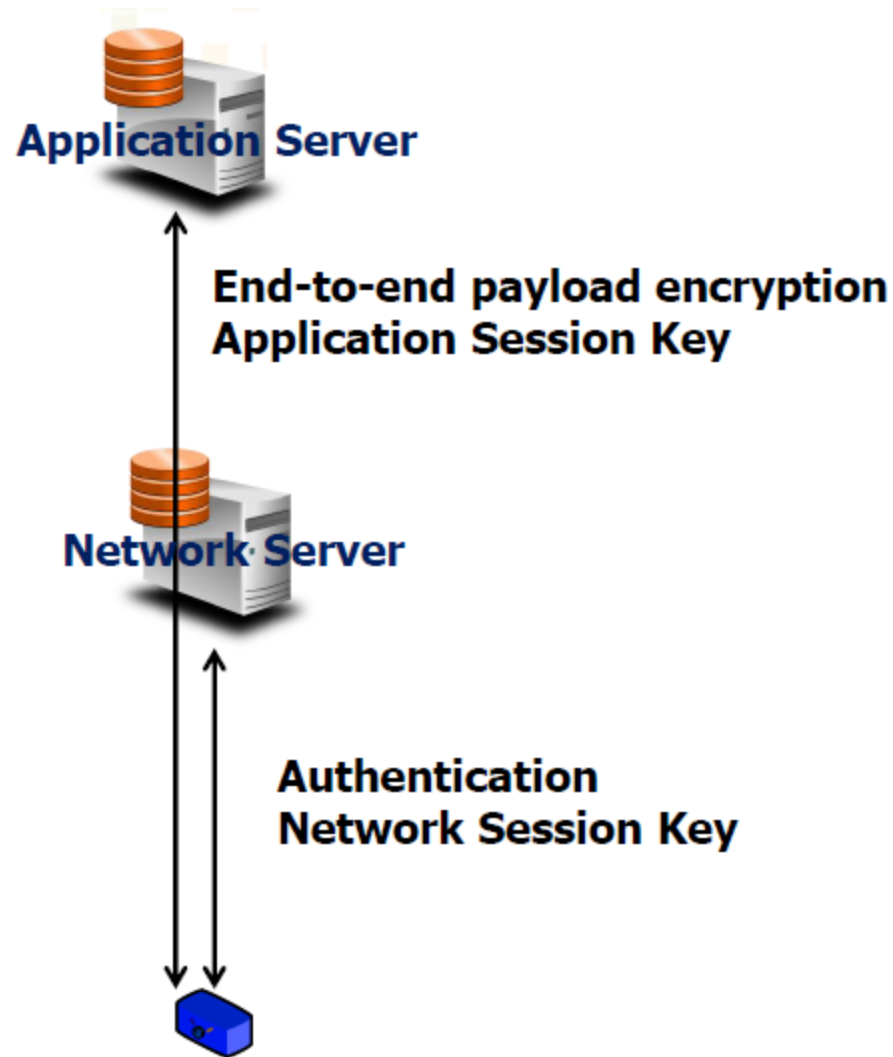 Application Server
End-to-end payload encryption
Application Session Key
Network Server
Authentication
Network Session Key